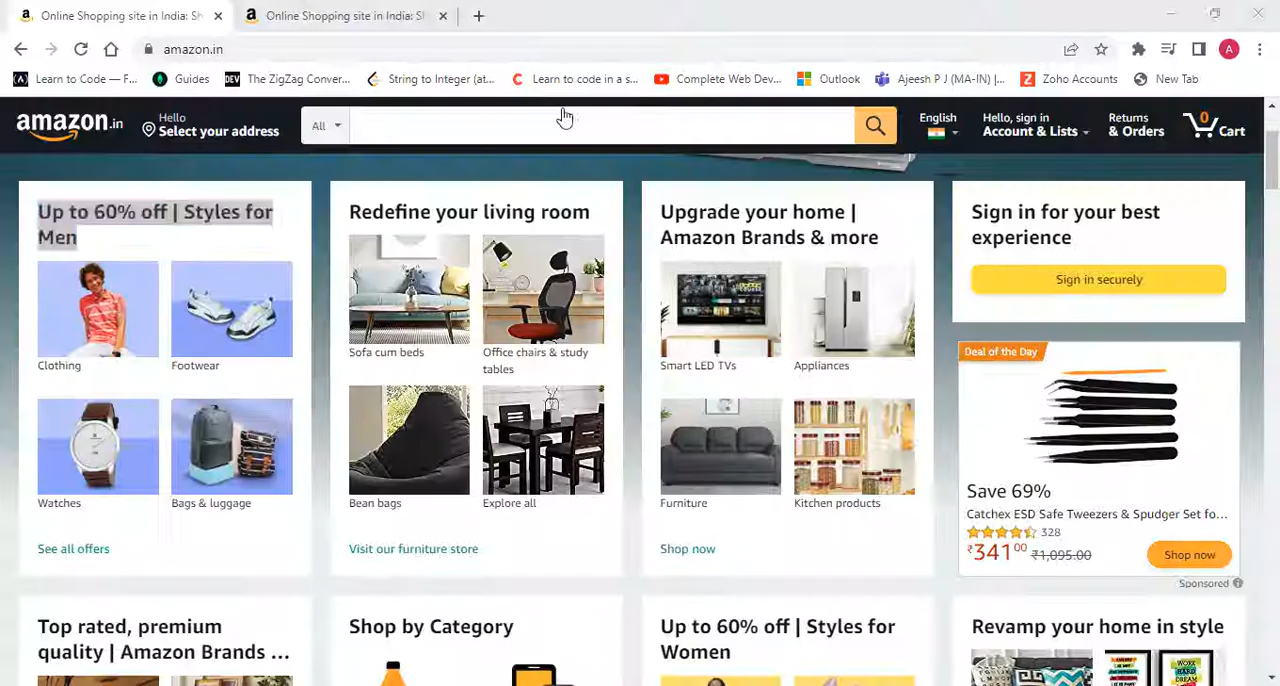 Online Shopping site in India: Sh
Online Shopping site in India: Sh
amazon.in
A
Learn to Code — F...
Guides
DEV The ZigZag Conver...
String to Integer (at...
Learn to code in a s...
Complete Web Dev...
Outlook
Ajeesh P J (MA-IN) |...
Zoho Accounts
New Tab
amazon.in
Hello
Select your address
All
English
Hello, sign in
Account & Lists
Returns
& Orders
0
Cart
Up to 60% off | Styles for
Men
Clothing
Footwear
Watches
Bags & luggage
See all offers
Redefine your living room
Sofa cum beds
Office chairs & study
tables
Bean bags
Explore all
Visit our furniture store
Upgrade your home |
Amazon Brands & more
Smart LED TVs
Appliances
Furniture
Kitchen products
Shop now
Sign in for your best
experience
Sign in securely
Deal of the Day
Save 69%
Catchex ESD Safe Tweezers & Spudger Set fo...
328
₹341⁰⁰ ₹1,095.00
Shop now
Sponsored
Top rated, premium
quality | Amazon Brands ...
Shop by Category
Up to 60% off | Styles for
Women
Revamp your home in style
WORK
HARD
DREAM
BIG